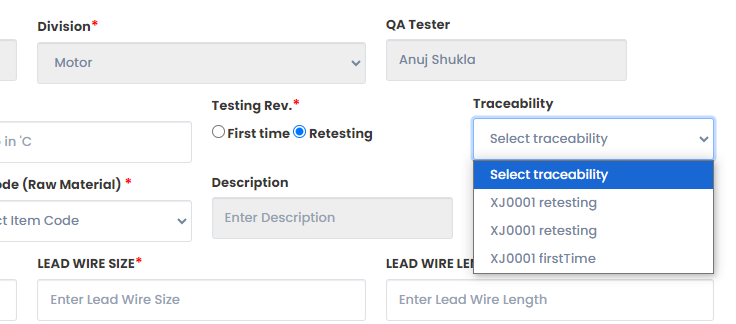 Division*
QA Tester
Motor
Anuj Shukla
Testing Rev.*
Traceability
in 'C
First time
Retesting
Select traceability
ode (Raw Material) *
Description
Select traceability
XJ0001 retesting
XJ0001 retesting
XJ0001 firstTime
ct Item Code
Enter Description
LEAD WIRE SIZE*
LEAD WIRE LE
Enter Lead Wire Size
Enter Lead Wire Length